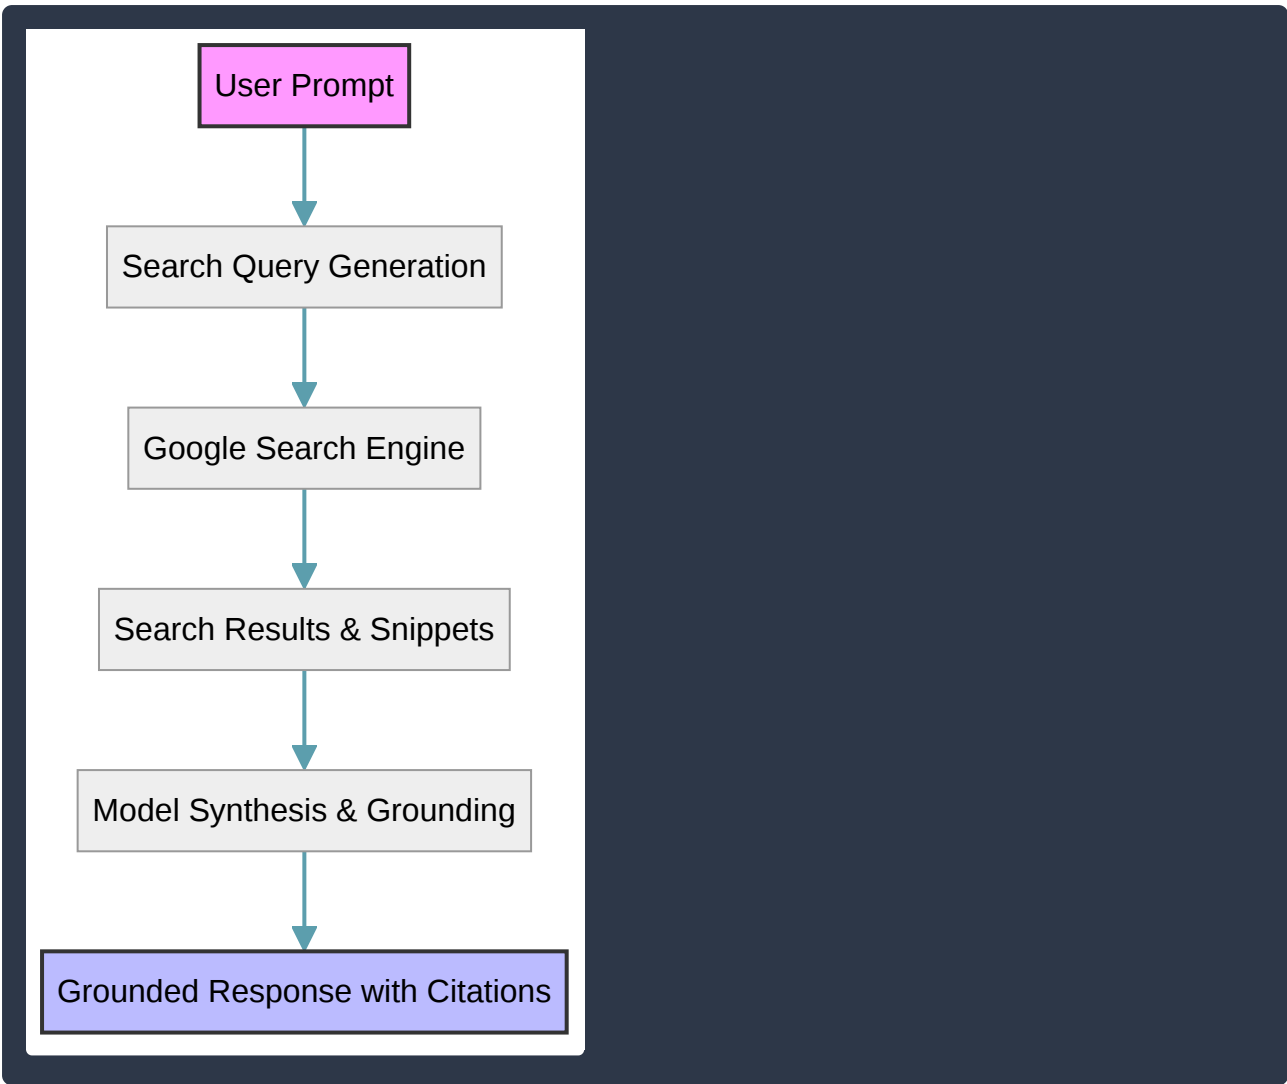 User Prompt
Search Query Generation
Google Search Engine
Search Results & Snippets
Model Synthesis & Grounding
Grounded Response with Citations